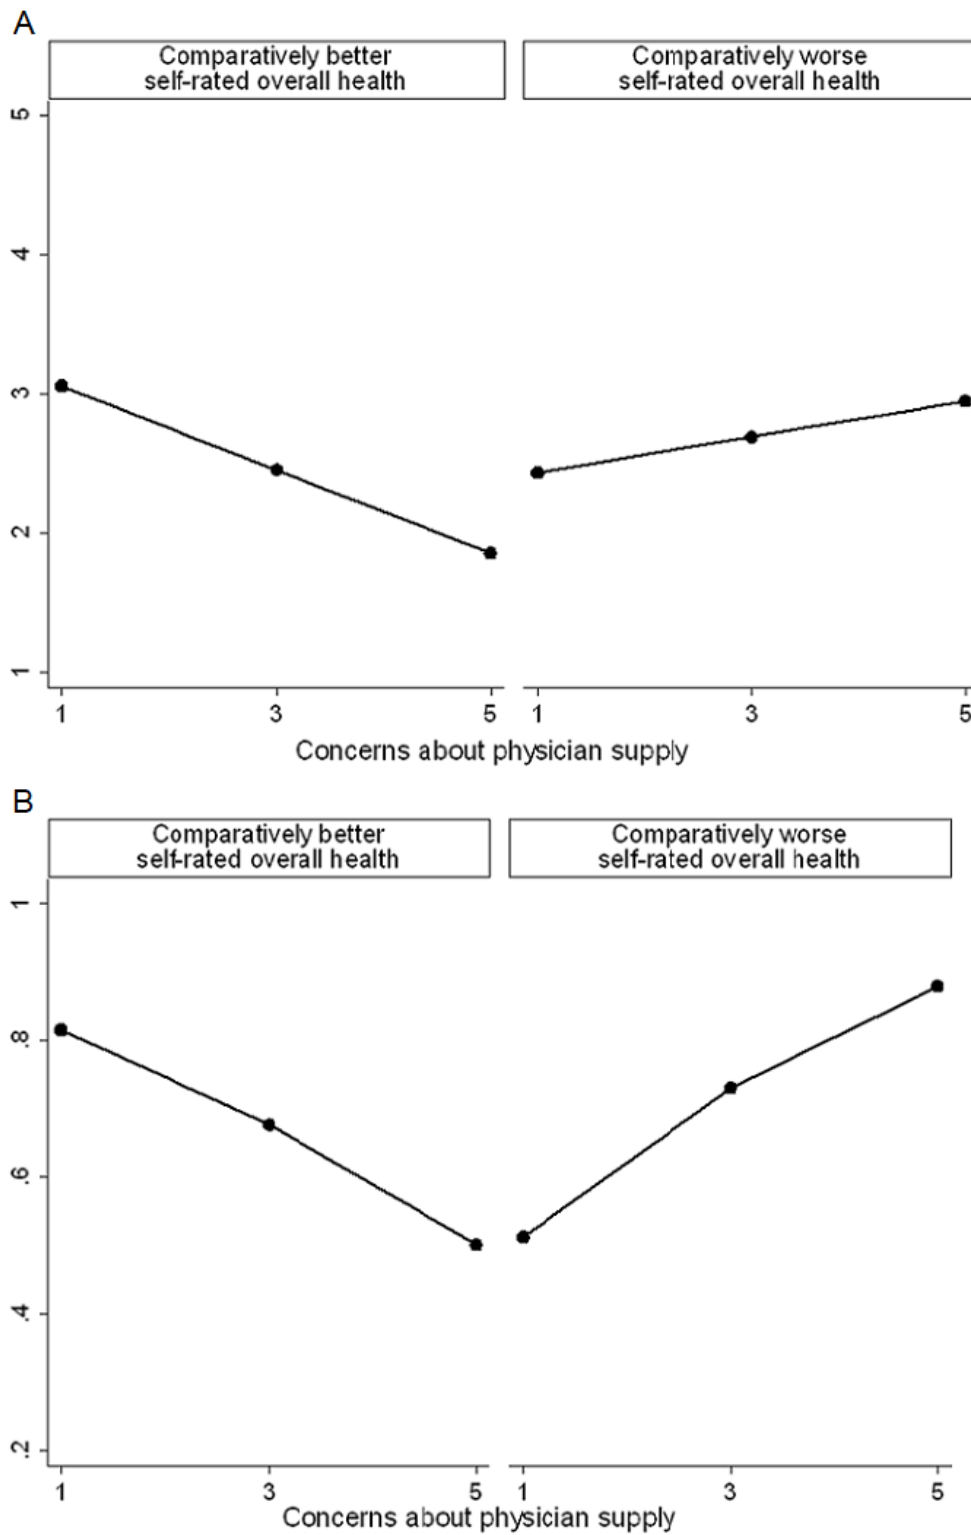 A
Comparatively better
self-rated overall health
Comparatively worse
self-rated overall health
5
4
3
2
1
1 3 5 1 3 5
Concerns about physician supply
B
Comparatively better
self-rated overall health
Comparatively worse
self-rated overall health
1
.8
.6
.4
.2
1 3 5 1 3 5
Concerns about physician supply